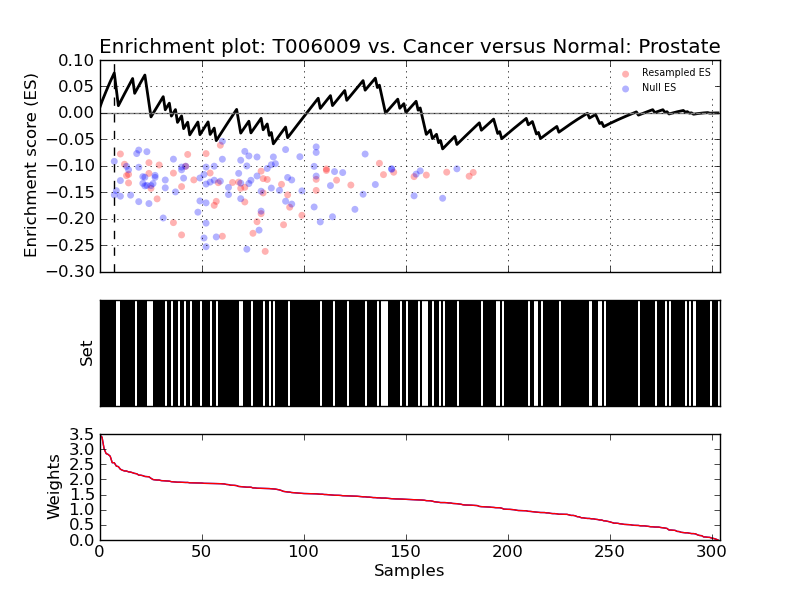 Enrichment plot: T006009 vs. Cancer versus Normal: Prostate
0.10
0.05
0.00
−0.05
−0.10
−0.15
−0.20
−0.25
−0.30
Enrichment score (ES)
Resampled ES
Null ES
Set
3.5
3.0
2.5
2.0
1.5
1.0
0.5
0.0
Weights
0 50 100 150 200 250 300
Samples